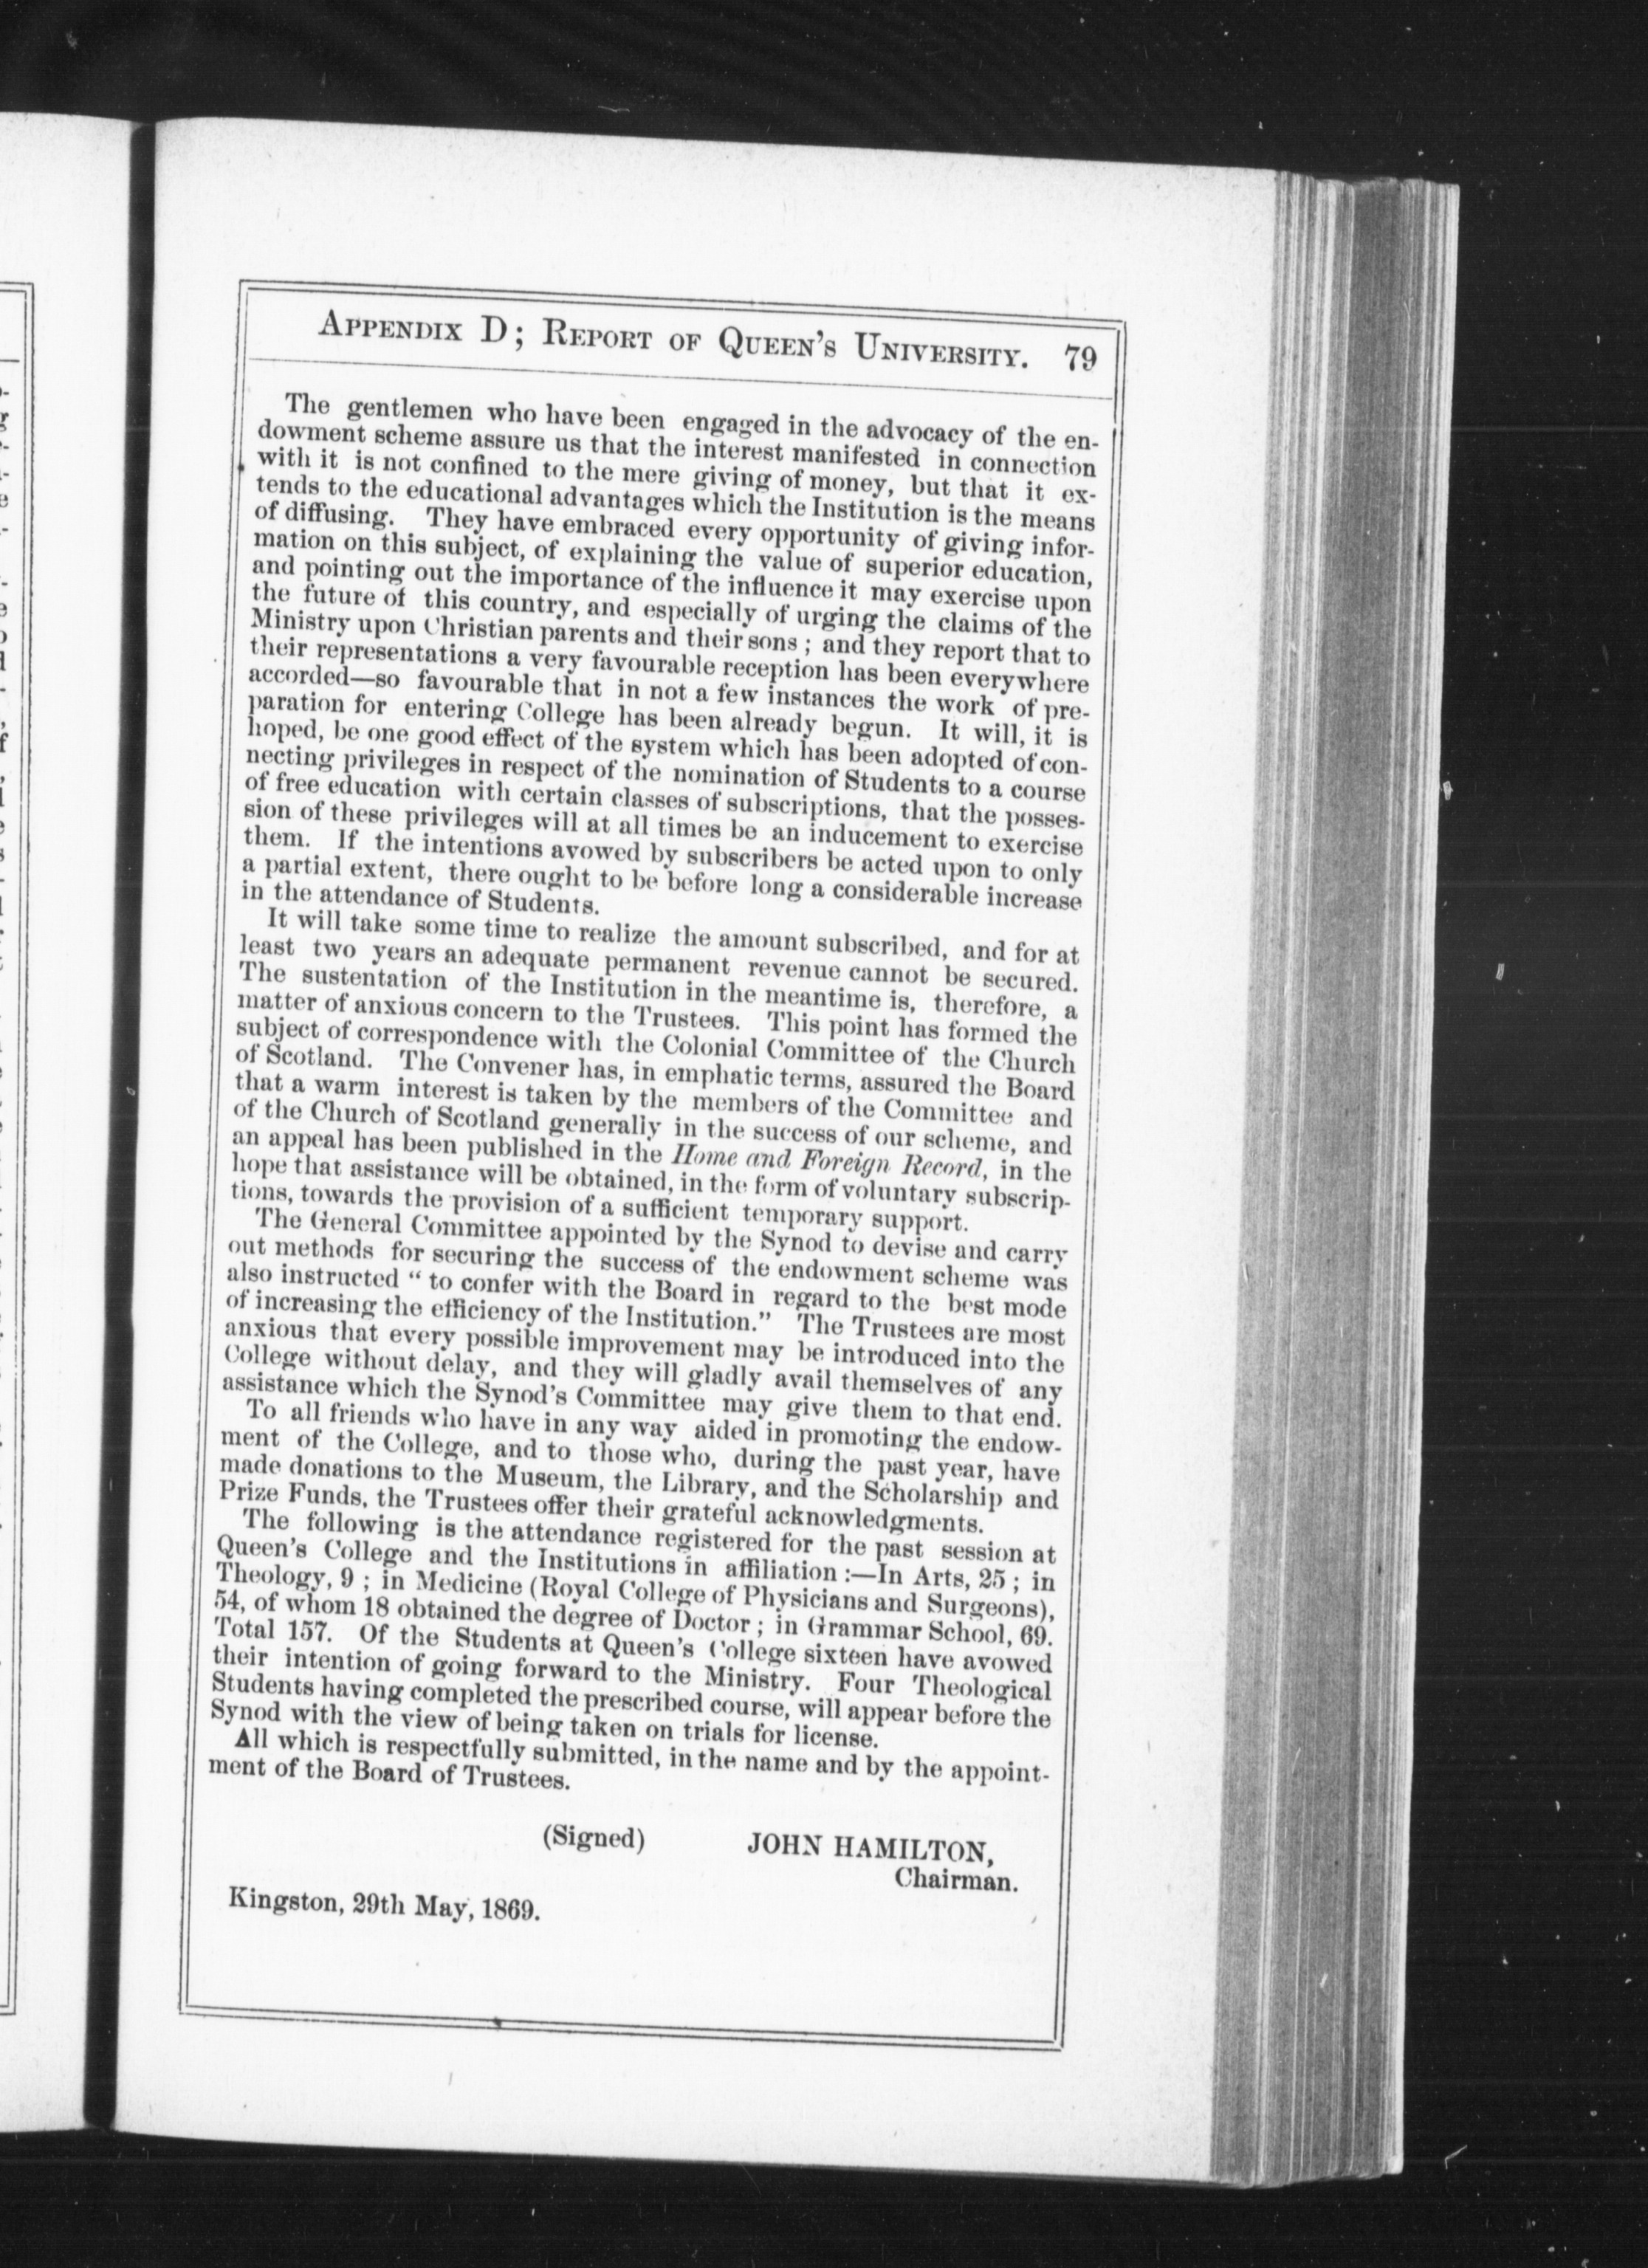 APPENDIX D; REPORT OF QUEEN'S UNIVERSITY. 79
The gentlemen who have been engaged in the advocacy of the en-
dowment scheme assure us that the interest manifested in connection
with it is not confined to the mere giving of money, but that it ex-
tends to the educational advantages which the Institution is the means
of diffusing. They have embraced every opportunity of giving infor-
mation on this subject, of explaining the value of superior education,
and pointing out the importance of the influence it may exercise upon
the future of this country, and especially of urging the claims of the
Ministry upon Christian parents and their sons ; and they report that to
their representations a very favourable reception has been everywhere
accorded—so favourable that in not a few instances the work of pre-
paration for entering College has been already begun. It will, it is
hoped, be one good effect of the system which has been adopted of con-
necting privileges in respect of the nomination of Students to a course
of free education with certain classes of subscriptions, that the posses-
sion of these privileges will at all times be an inducement to exercise
them. If the intentions avowed by subscribers be acted upon to only
a partial extent, there ought to be before long a considerable increase
in the attendance of Students.
It will take some time to realize the amount subscribed, and for at
least two years an adequate permanent revenue cannot be secured.
The sustentation of the Institution in the meantime is, therefore, a
matter of anxious concern to the Trustees. This point has formed the
subject of correspondence with the Colonial Committee of the Church
of Scotland. The Convener has, in emphatic terms, assured the Board
that a warm interest is taken by the members of the Committee and
of the Church of Scotland generally in the success of our scheme, and
an appeal has been published in the Home and Foreign Record, in the
hope that assistance will be obtained, in the form of voluntary subscrip-
tions, towards the provision of a sufficient temporary support.
The General Committee appointed by the Synod to devise and carry
out methods for securing the success of the endowment scheme was
also instructed “ to confer with the Board in regard to the best mode
of increasing the efficiency of the Institution.” The Trustees are most
anxious that every possible improvement may be introduced into the
College without delay, and they will gladly avail themselves of any
assistance which the Synod's Committee may give them to that end.
To all friends who have in any way aided in promoting the endow-
ment of the College, and to those who, during the past year, have
made donations to the Museum, the Library, and the Scholarship and
Prize Funds, the Trustees offer their grateful acknowledgments.
The following is the attendance registered for the past session at
Queen's College and the Institutions in affiliation :—In Arts, 25 ; in
Theology, 9 ; in Medicine (Royal College of Physicians and Surgeons),
54, of whom 18 obtained the degree of Doctor ; in Grammar School, 69.
Total 157. Of the Students at Queen's College sixteen have avowed
their intention of going forward to the Ministry. Four Theological
Students having completed the prescribed course, will appear before the
Synod with the view of being taken on trials for license.
All which is respectfully submitted, in the name and by the appoint-
ment of the Board of Trustees.
(Signed) JOHN HAMILTON,
Chairman.
Kingston, 29th May, 1869.